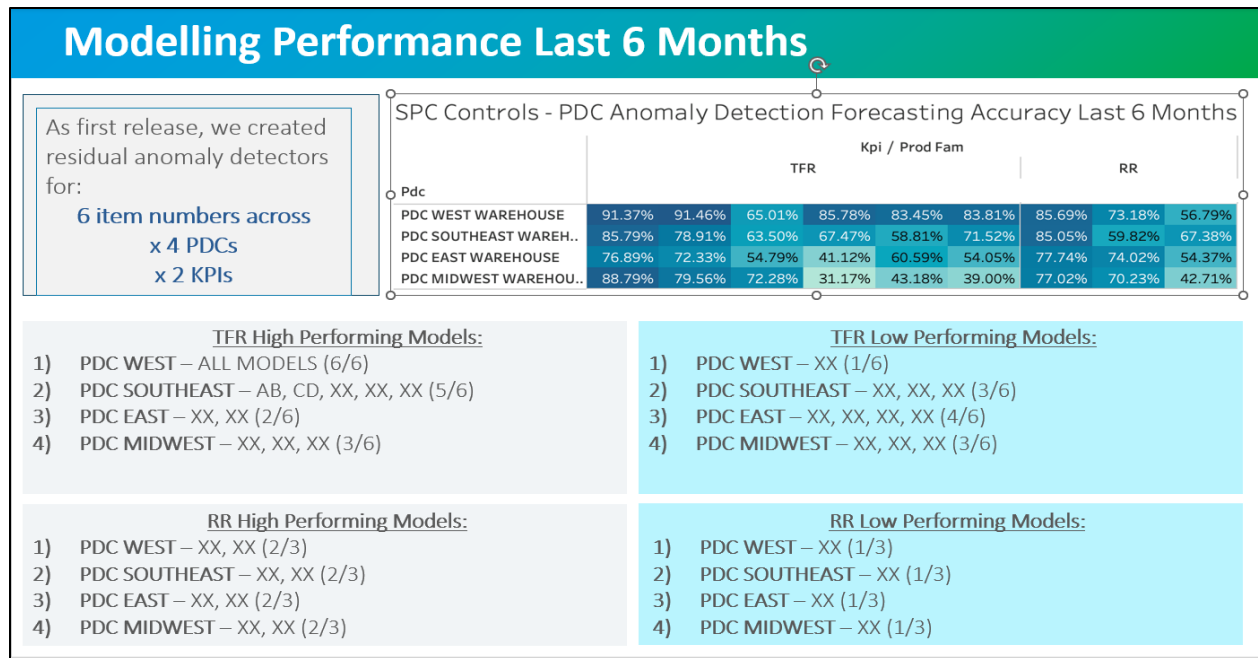 Modelling Performance Last 6 Months
As first release, we created
residual anomaly detectors
for:
6 item numbers across
x 4 PDCs
x 2 KPIs
SPC Controls - PDC Anomaly Detection Forecasting Accuracy Last 6 Months
Kpi / Prod Fam
TFR RR
Pdc
PDC WEST WAREHOUSE 91.37% 91.46% 65.01% 85.78% 83.45% 83.81% 85.69% 73.18% 56.79%
PDC SOUTHEAST WAREH.. 85.79% 78.91% 63.50% 67.47% 58.81% 71.52% 85.05% 59.82% 67.38%
PDC EAST WAREHOUSE 76.89% 72.33% 54.79% 41.12% 60.59% 54.05% 77.74% 74.02% 54.37%
PDC MIDWEST WAREHOU.. 88.79% 79.56% 72.28% 31.17% 43.18% 39.00% 77.02% 70.23% 42.71%
TFR High Performing Models:
1) PDC WEST – ALL MODELS (6/6)
2) PDC SOUTHEAST – AB, CD, XX, XX, XX (5/6)
3) PDC EAST – XX, XX (2/6)
4) PDC MIDWEST – XX, XX, XX (3/6)
TFR Low Performing Models:
1) PDC WEST – XX (1/6)
2) PDC SOUTHEAST – XX, XX, XX (3/6)
3) PDC EAST – XX, XX, XX, XX (4/6)
4) PDC MIDWEST – XX, XX, XX (3/6)
RR High Performing Models:
1) PDC WEST – XX, XX (2/3)
2) PDC SOUTHEAST – XX, XX (2/3)
3) PDC EAST – XX, XX (2/3)
4) PDC MIDWEST – XX, XX (2/3)
RR Low Performing Models:
1) PDC WEST – XX (1/3)
2) PDC SOUTHEAST – XX (1/3)
3) PDC EAST – XX (1/3)
4) PDC MIDWEST – XX (1/3)